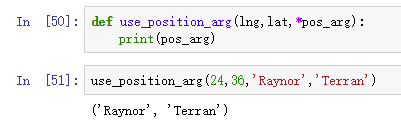 In [50]: def use_position_arg(lng,lat,*pos_arg):
    print(pos_arg)
In [51]: use_position_arg(24,36,'Raynor','Terran')
('Raynor', 'Terran')